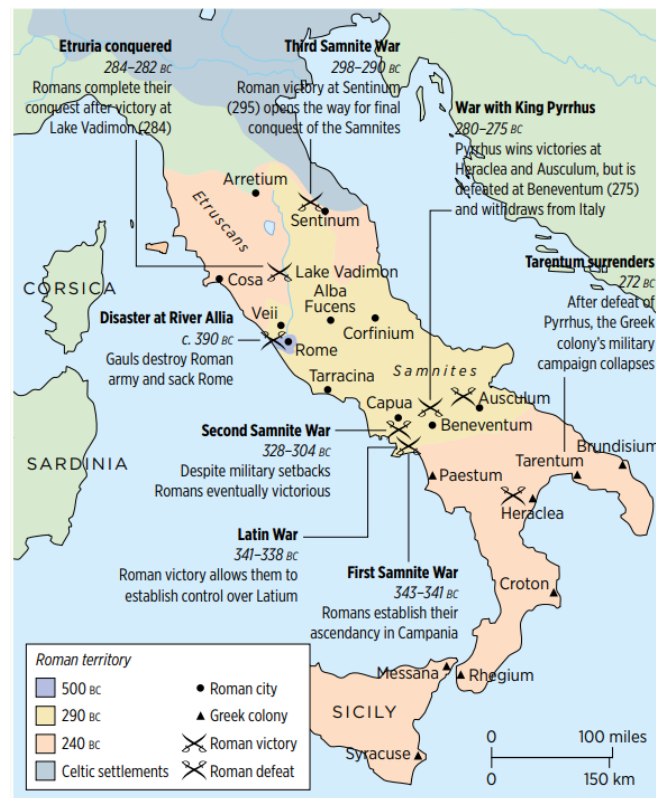 Etruria conquered
284–282 BC
Romans complete their
conquest after victory at
Lake Vadimon (284)
Third Samnite War
298–290 BC
Roman victory at Sentinum
(295) opens the way for final
conquest of the Samnites
War with King Pyrrhus
280–275 BC
Pyrrhus wins victories at
Heraclea and Ausculum, but is
defeated at Beneventum (275)
and withdraws from Italy
Arretium
Etruscans
Sentinum
Tarentum surrenders
272 BC
After defeat of
Pyrrhus, the Greek
colony's military
campaign collapses
Cosa
Lake Vadimon
CORSICA
Alba
Fucens
Veii
Corfinium
Disaster at River Allia
c. 390 BC
Gauls destroy Roman
army and sack Rome
Rome
Tarracina
Samnites
Capua
Ausculum
Beneventum
Second Samnite War
328–304 BC
Despite military setbacks
Romans eventually victorious
SARDINIA
Paestum
Tarentum
Brundisium
Heraclea
Latin War
341–338 BC
Roman victory allows them to
establish control over Latium
First Samnite War
343–341 BC
Romans establish their
ascendancy in Campania
Croton
Messana
Rhegium
SICILY
Syracuse
Roman territory
500 BC
290 BC
240 BC
Celtic settlements
Roman city
Greek colony
Roman victory
Roman defeat
0 100 miles
0 150 km